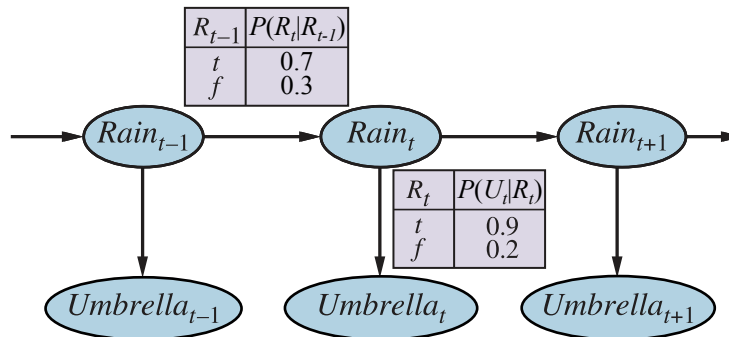 R_{t-1} P(R_t|R_{t-1})
t 0.7
f 0.3
Rain_{t-1} Rain_t Rain_{t+1}
R_t P(U_t|R_t)
t 0.9
f 0.2
Umbrella_{t-1} Umbrella_t Umbrella_{t+1}